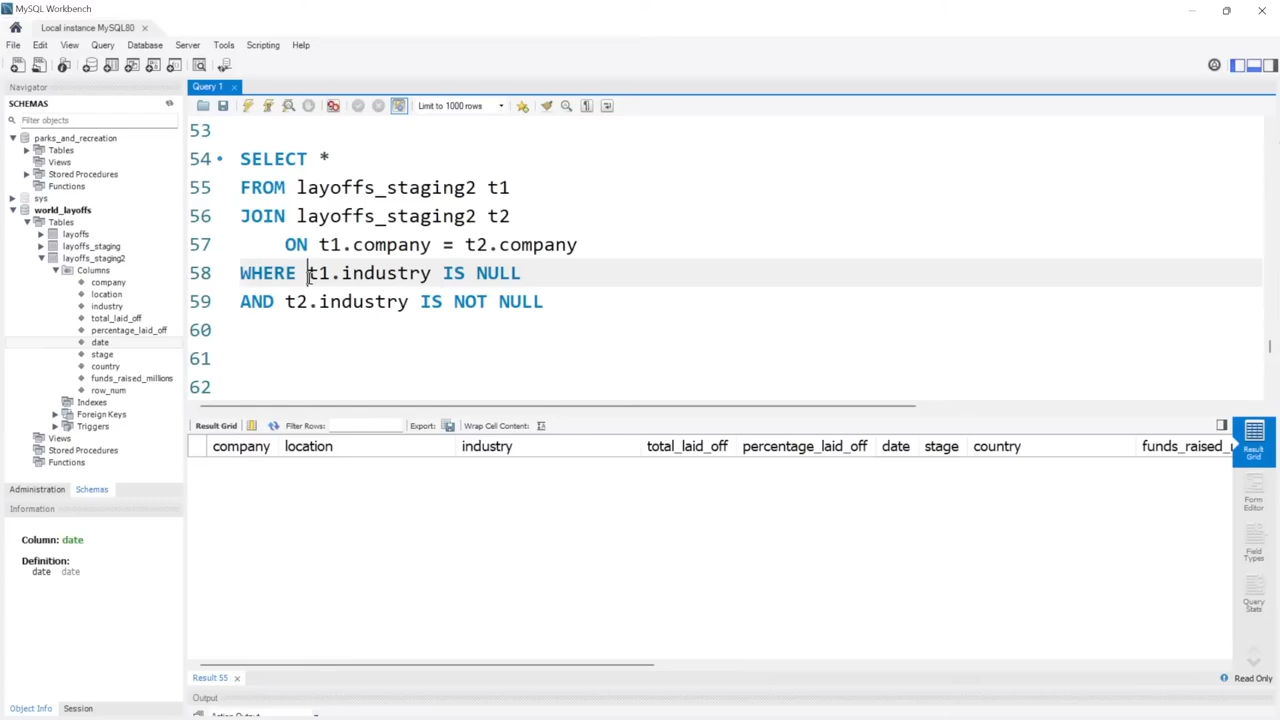 MySQL Workbench
Local instance MySQL80
File Edit View Query Database Server Tools Scripting Help
Navigator
SCHEMAS
Filter objects
parks_and_recreation
Tables
Views
Stored Procedures
Functions
sys
world_layoffs
Tables
layoffs
layoffs_staging
layoffs_staging2
Columns
company
location
industry
total_laid_off
percentage_laid_off
date
stage
country
funds_raised_millions
row_num
Indexes
Foreign Keys
Triggers
Views
Stored Procedures
Functions
Administration Schemas
Information
Column: date
Definition:
date date
Object Info Session
Query 1
Limit to 1000 rows
53
54 SELECT *
55 FROM layoffs_staging2 t1
56 JOIN layoffs_staging2 t2
57 ON t1.company = t2.company
58 WHERE t1.industry IS NULL
59 AND t2.industry IS NOT NULL
60
61
62
Result Grid Filter Rows: Export: Wrap Cell Content:
company location industry total_laid_off percentage_laid_off date stage country funds_raised_
Result Grid
Form Editor
Field Types
Query Stats
Result 55
Read Only
Output